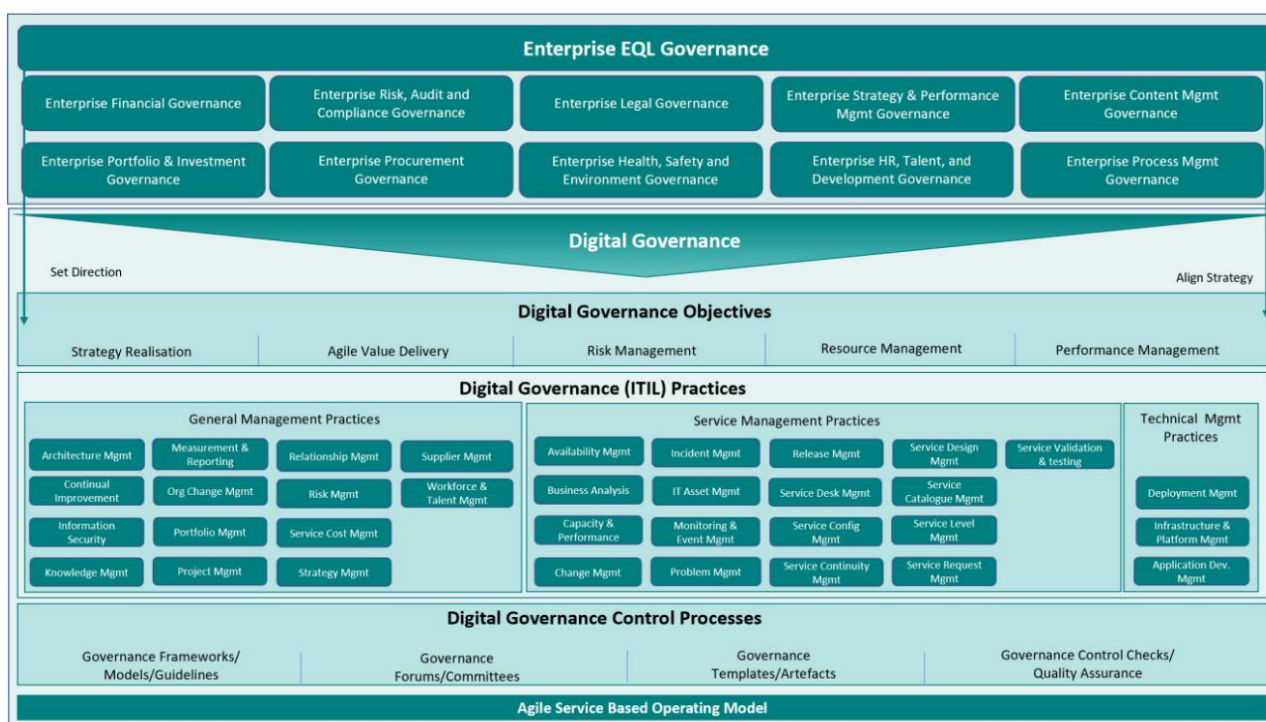 Enterprise EQL Governance
Enterprise Financial Governance
Enterprise Risk, Audit and
Compliance Governance
Enterprise Legal Governance
Enterprise Strategy & Performance
Mgmt Governance
Enterprise Content Mgmt
Governance
Enterprise Portfolio & Investment
Governance
Enterprise Procurement
Governance
Enterprise Health, Safety and
Environment Governance
Enterprise HR, Talent, and
Development Governance
Enterprise Process Mgmt
Governance
Digital Governance
Set Direction
Align Strategy
Digital Governance Objectives
Strategy Realisation
Agile Value Delivery
Risk Management
Resource Management
Performance Management
Digital Governance (ITIL) Practices
General Management Practices
Architecture Mgmt
Measurement &
Reporting
Relationship Mgmt
Supplier Mgmt
Continual
Improvement
Org Change Mgmt
Risk Mgmt
Workforce &
Talent Mgmt
Information
Security
Portfolio Mgmt
Service Cost Mgmt
Knowledge Mgmt
Project Mgmt
Strategy Mgmt
Service Management Practices
Availability Mgmt
Incident Mgmt
Release Mgmt
Service Design
Mgmt
Service Validation
& testing
Business Analysis
IT Asset Mgmt
Service Desk Mgmt
Service
Catalogue Mgmt
Capacity &
Performance
Monitoring &
Event Mgmt
Service Config
Mgmt
Service Level
Mgmt
Change Mgmt
Problem Mgmt
Service Continuity
Mgmt
Service Request
Mgmt
Technical Mgmt
Practices
Deployment Mgmt
Infrastructure &
Platform Mgmt
Application Dev.
Mgmt
Digital Governance Control Processes
Governance Frameworks/
Models/Guidelines
Governance
Forums/Committees
Governance
Templates/Artefacts
Governance Control Checks/
Quality Assurance
Agile Service Based Operating Model